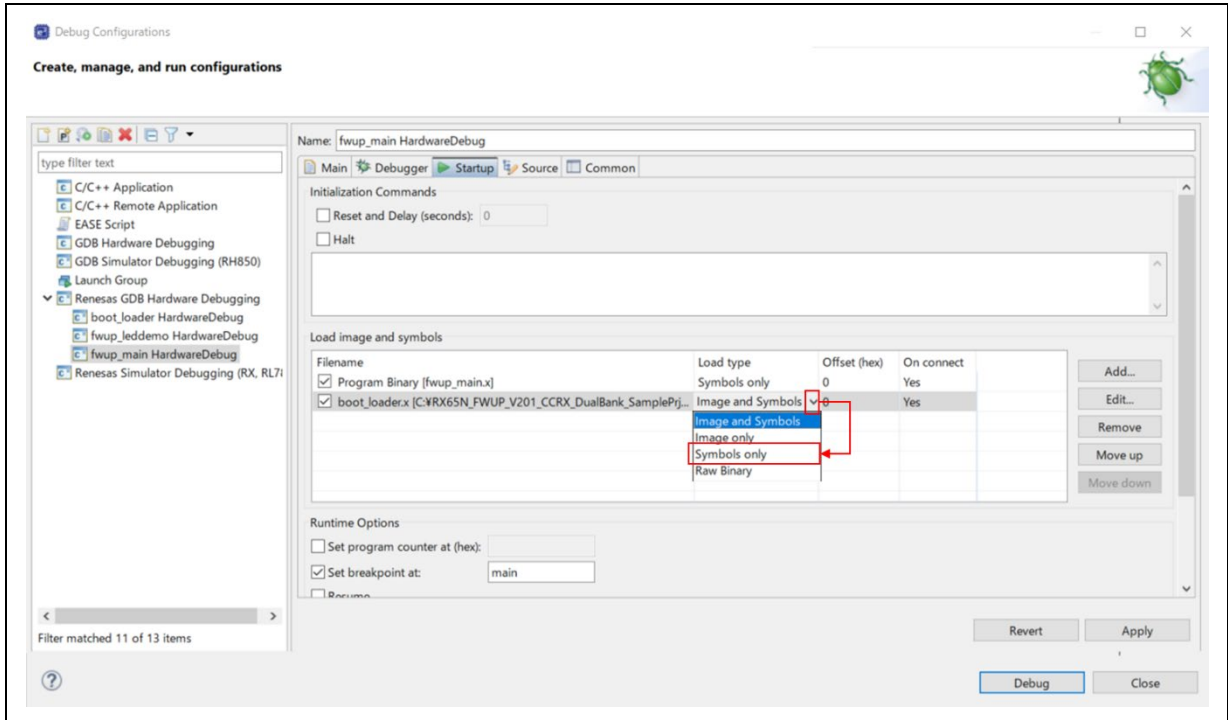 Debug Configurations
Create, manage, and run configurations
type filter text
C/C++ Application
C/C++ Remote Application
EASE Script
GDB Hardware Debugging
GDB Simulator Debugging (RH850)
Launch Group
Renesas GDB Hardware Debugging
boot_loader HardwareDebug
fwup_leddemo HardwareDebug
fwup_main HardwareDebug
Renesas Simulator Debugging (RX, RL78
Filter matched 11 of 13 items
Name: fwup_main HardwareDebug
Main Debugger Startup Source Common
Initialization Commands
Reset and Delay (seconds): 0
Halt
Load image and symbols
Filename Load type Offset (hex) On connect
Program Binary [fwup_main.x] Symbols only 0 Yes
boot_loader.x [C:¥RX65N_FWUP_V201_CCRX_DualBank_SamplePrj... Image and Symbols 0 Yes
Image and Symbols
Image only
Symbols only
Raw Binary
Add...
Edit...
Remove
Move up
Move down
Runtime Options
Set program counter at (hex):
Set breakpoint at: main
Resume
Revert Apply
Debug Close